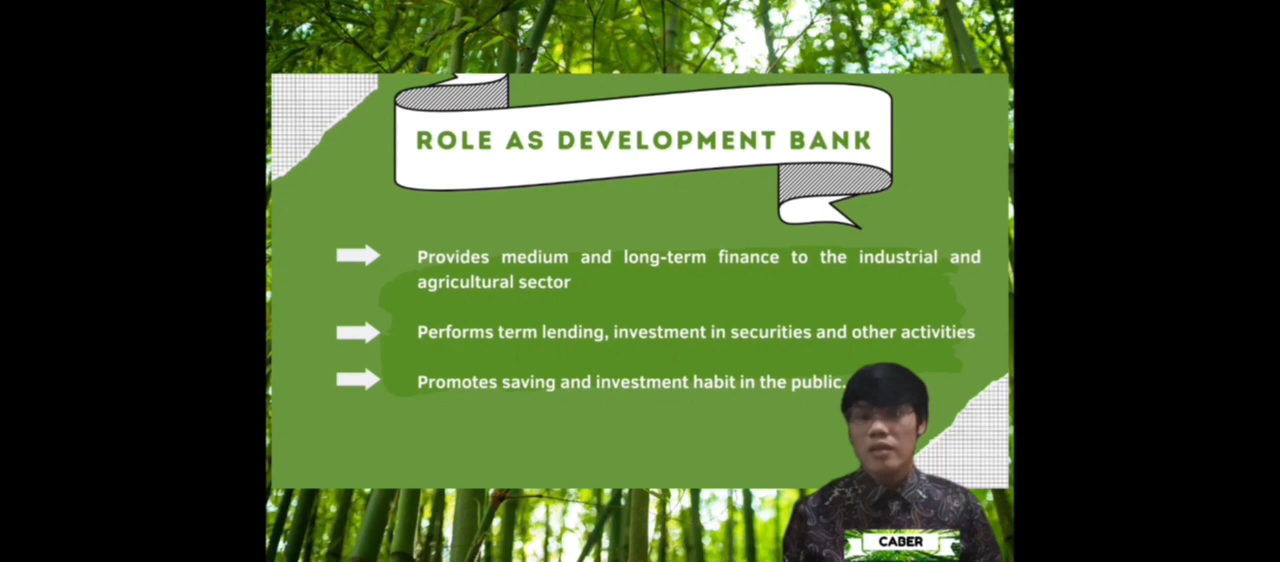 ROLE AS DEVELOPMENT BANK
Provides medium and long-term finance to the industrial and
agricultural sector
Performs term lending, investment in securities and other activities
Promotes saving and investment habit in the public.
CABER